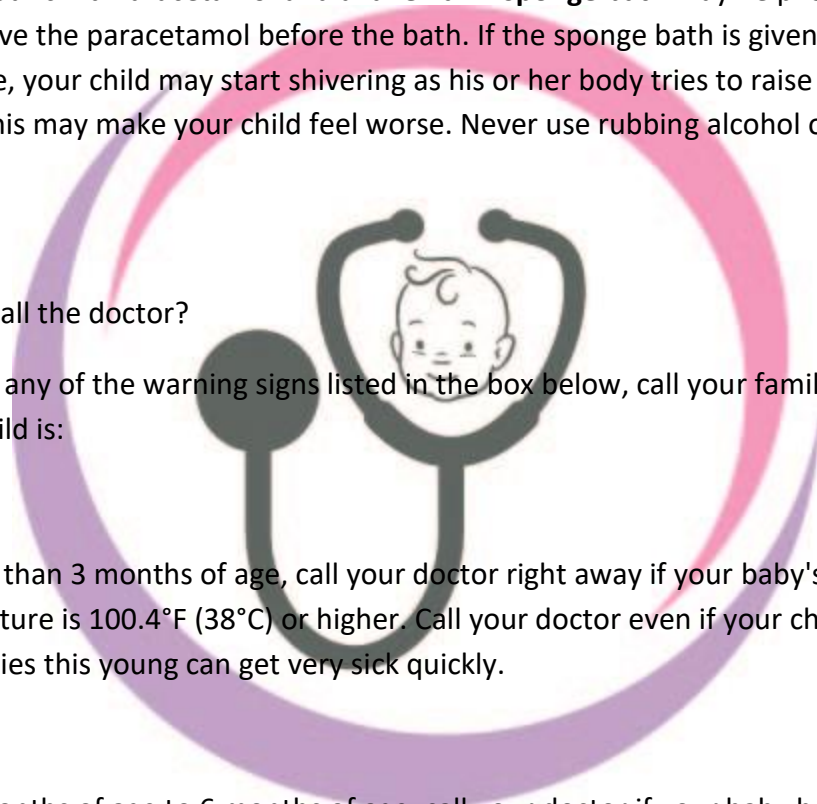 ve the paracetamol before the bath. If the sponge bath is given
e, your child may start shivering as his or her body tries to raise
his may make your child feel worse. Never use rubbing alcohol o
all the doctor?
any of the warning signs listed in the box below, call your famil
ild is:
than 3 months of age, call your doctor right away if your baby's
ture is 100.4°F (38°C) or higher. Call your doctor even if your ch
ies this young can get very sick quickly.